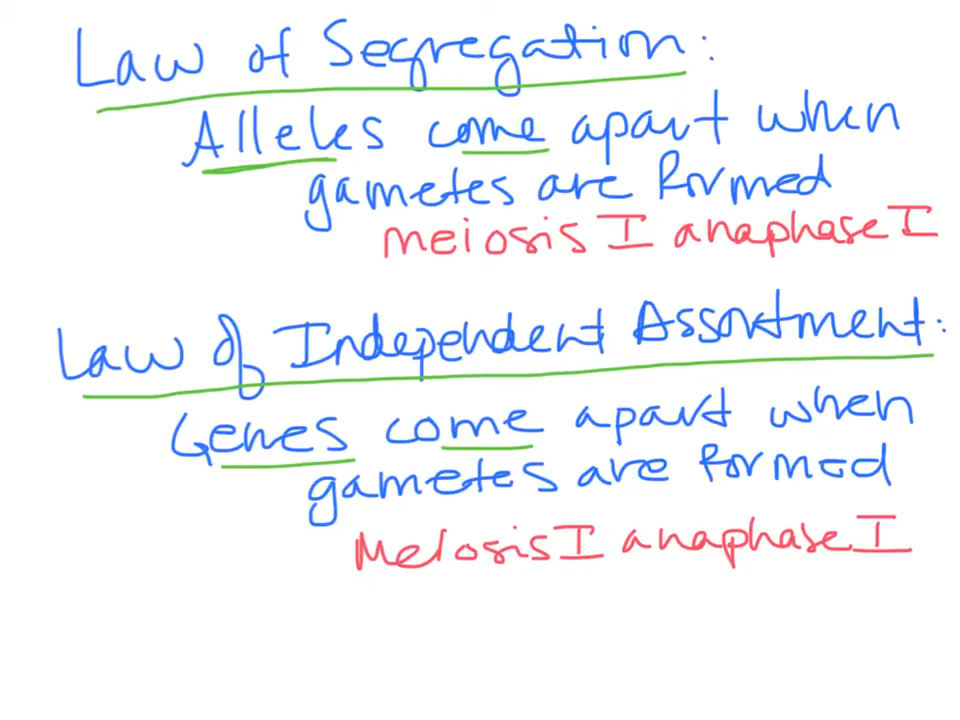 Law of Segregation:
Alleles come apart when
gametes are formed
meiosis I anaphase I
Law of Independent Assortment:
Genes come apart when
gametes are formed
Meiosis I anaphase I